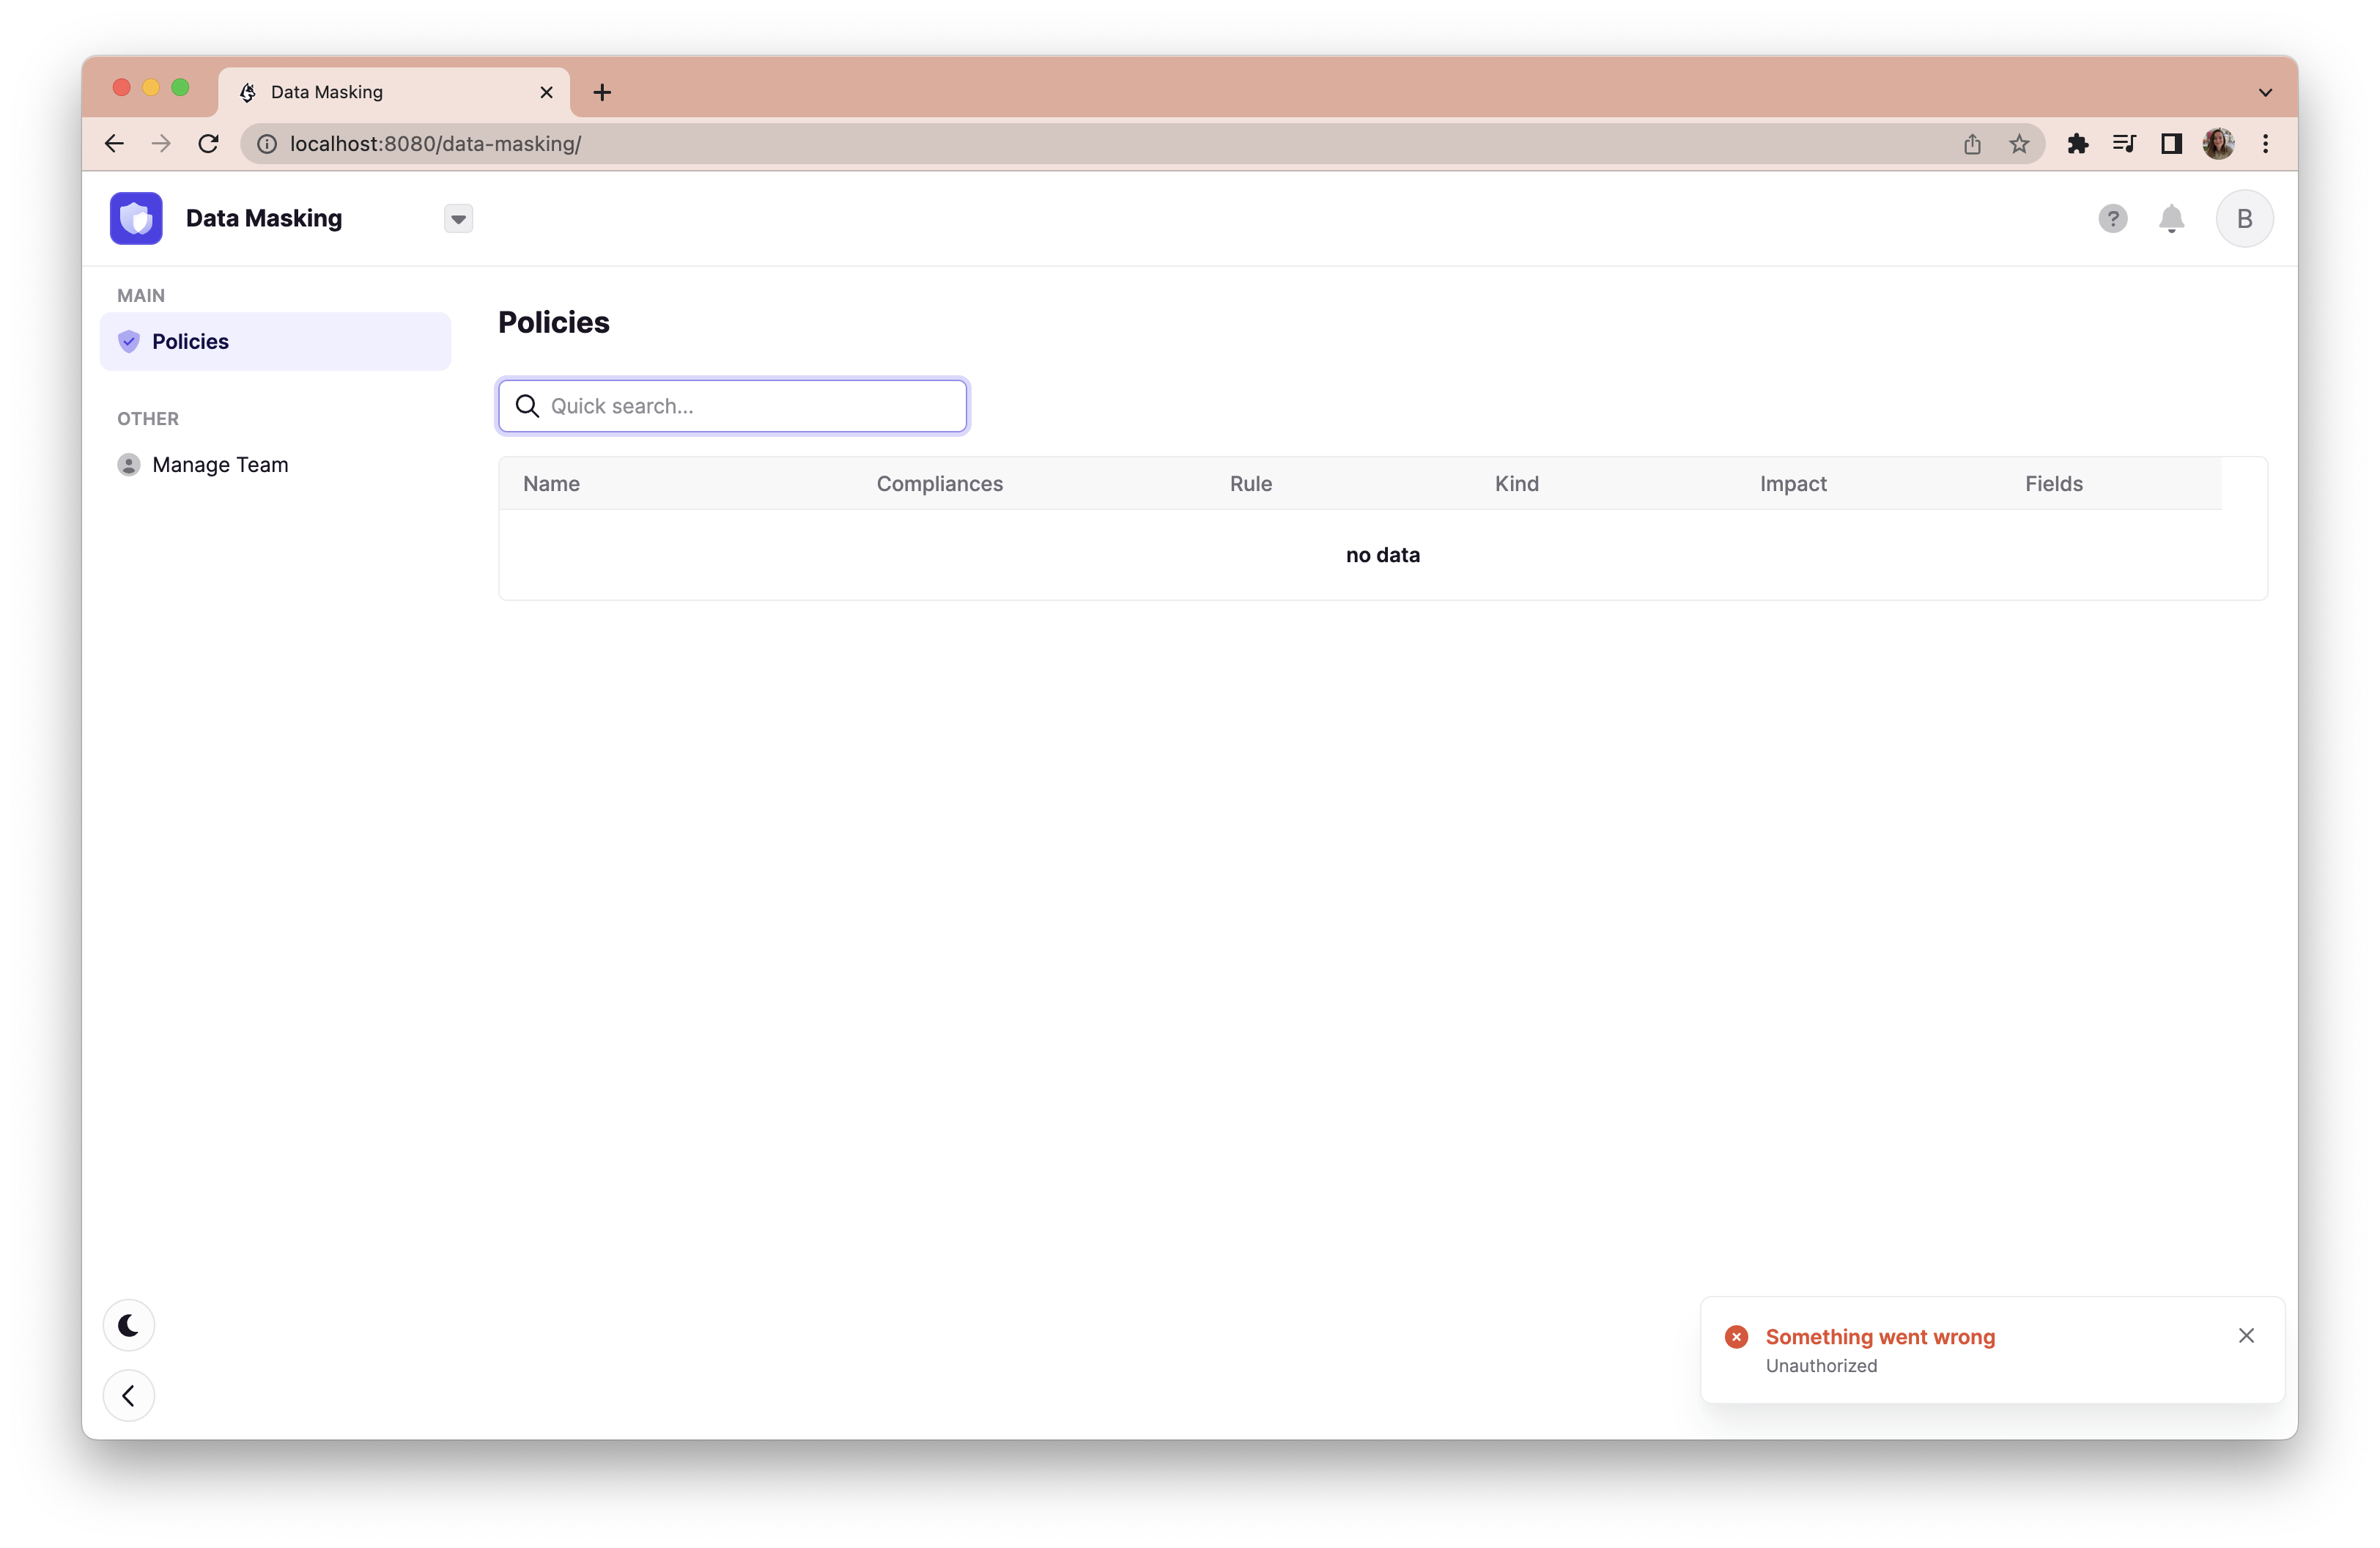 Data Masking
localhost:8080/data-masking/
Data Masking
?
B
MAIN
Policies
OTHER
Manage Team
Policies
Quick search...
Name Compliances Rule Kind Impact Fields
no data
Something went wrong
Unauthorized